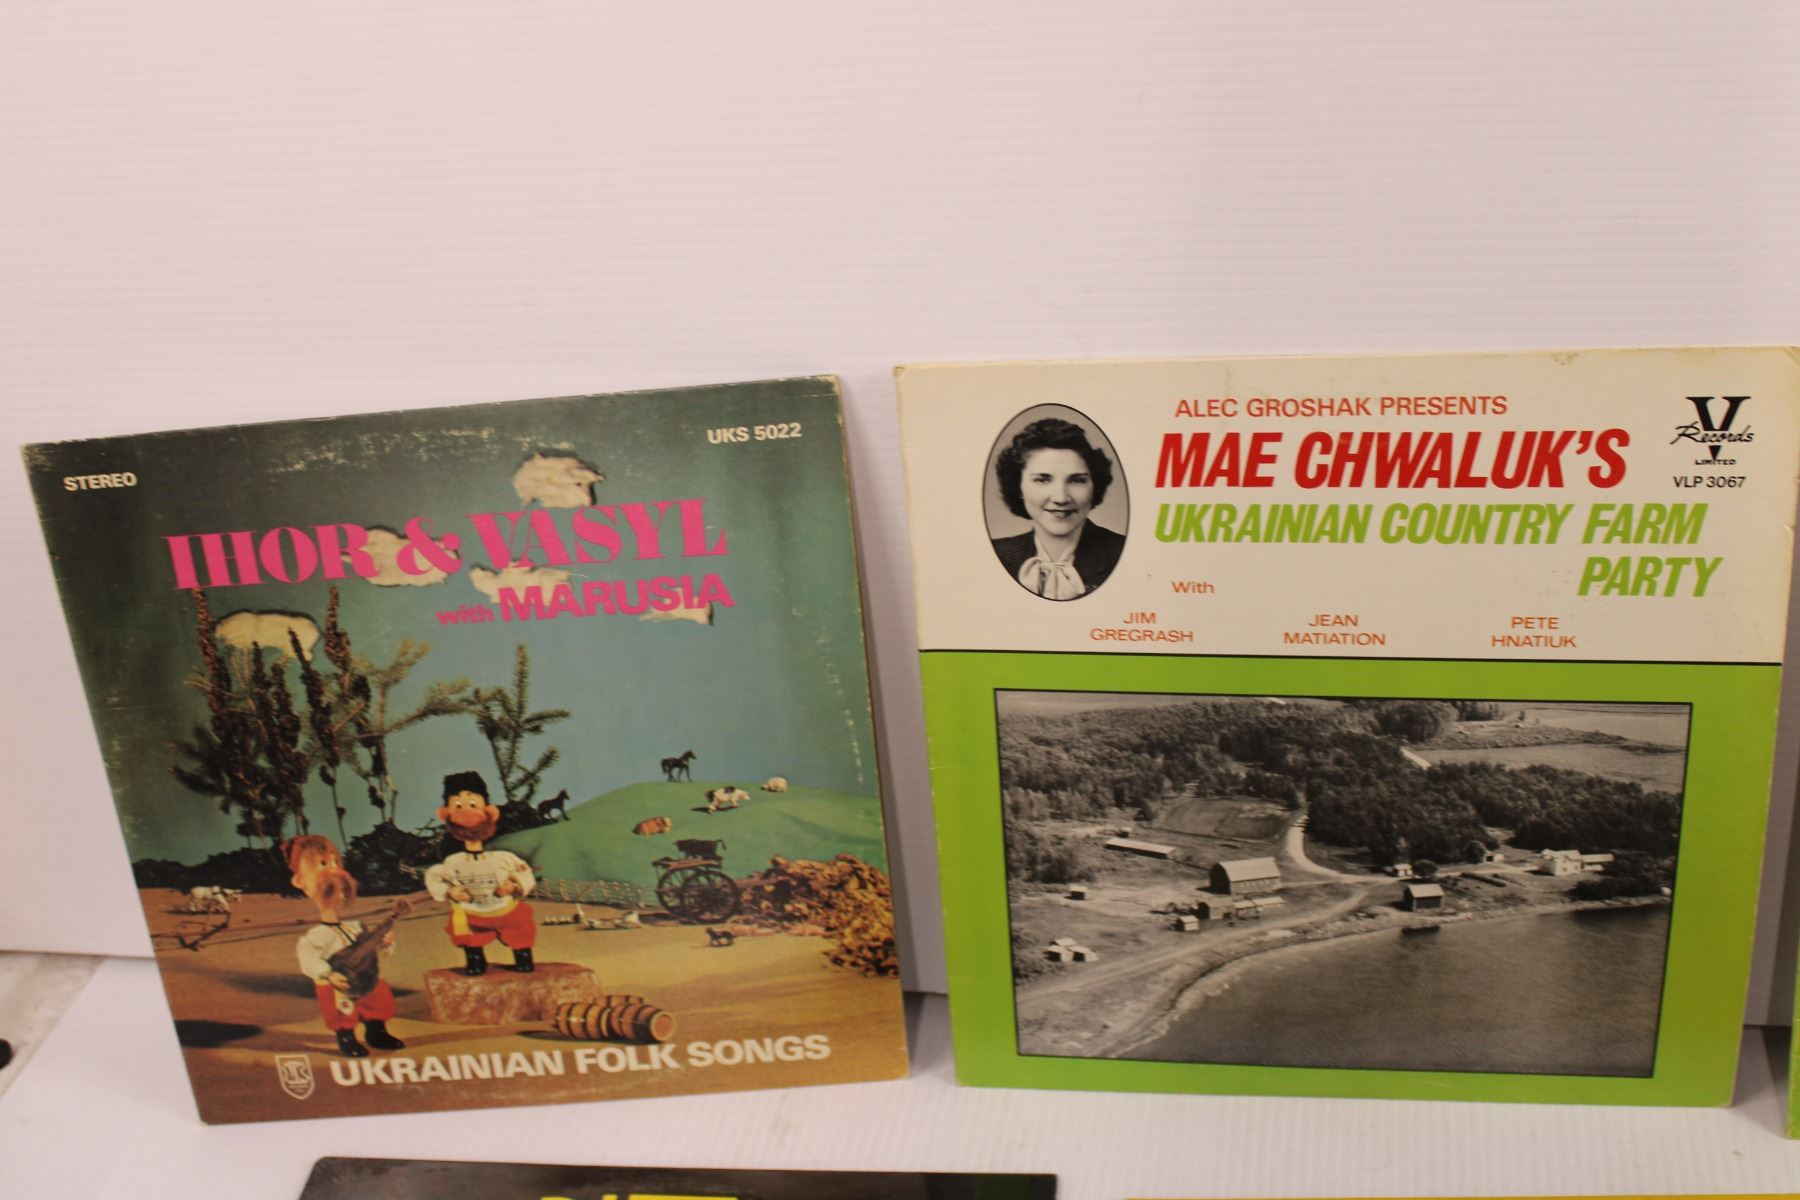 STEREO
UKS 5022
IHOR & VASYL
with MARUSIA
UKRAINIAN FOLK SONGS
ALEC GROSHAK PRESENTS
MAE CHWALUK'S
UKRAINIAN COUNTRY FARM
PARTY
V
Records
LIMITED
VLP 3067
With
JIM
GREGRASH
JEAN
MATIATION
PETE
HNATIUK